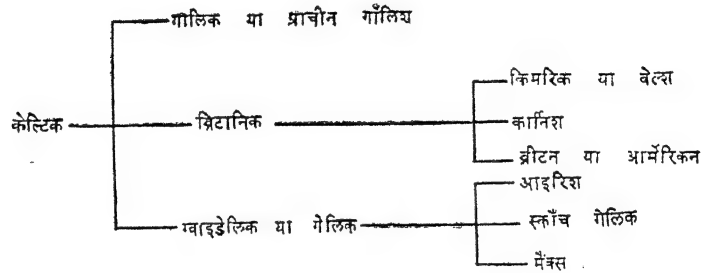 गालिक या प्राचीन गॉलिश
किमरिक या वेल्श
केल्टिक
ब्रिटानिक
कार्निश
ब्रीटन या आर्मेरिकन
आइरिश
ग्वाइडेलिक या गेलिक
स्कॉच गेलिक
मैंक्स